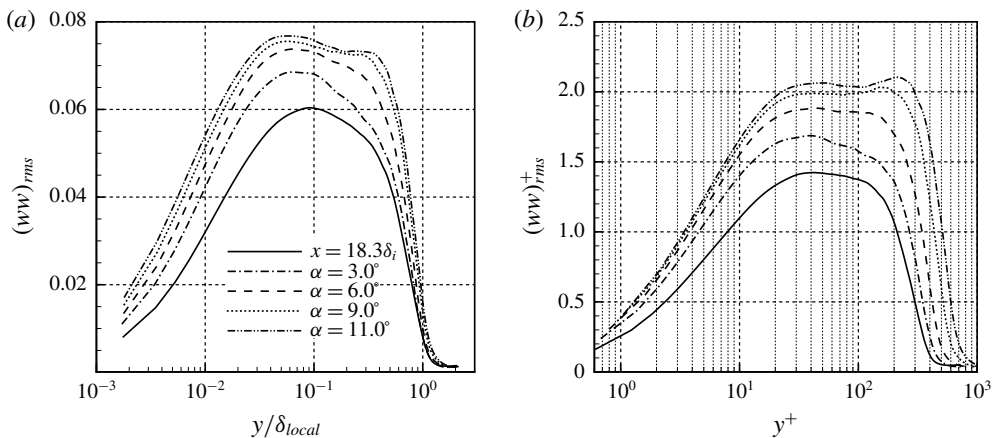 (a)
0.08
0.06
0.04
0.02
(ww)rms
10⁻³
10⁻²
10⁻¹
10⁰
y/δlocal
x = 18.3δi
α = 3.0°
α = 6.0°
α = 9.0°
α = 11.0°
(b)
2.5
2.0
1.5
1.0
0.5
0
(ww)⁺rms
10⁰
10¹
10²
10³
y⁺